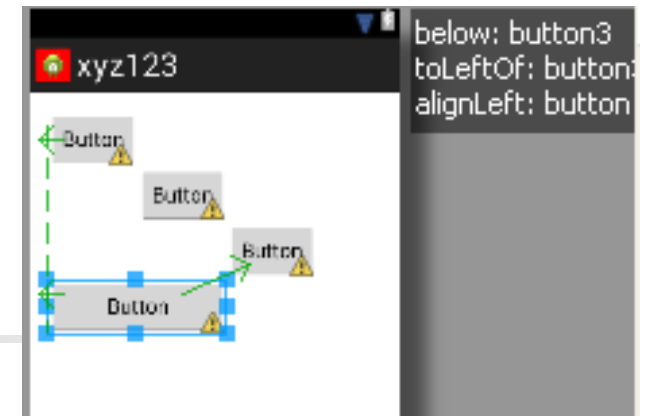 xyz123
Button
Button
Button
Button
below: button3
toLeftOf: button
alignLeft: button